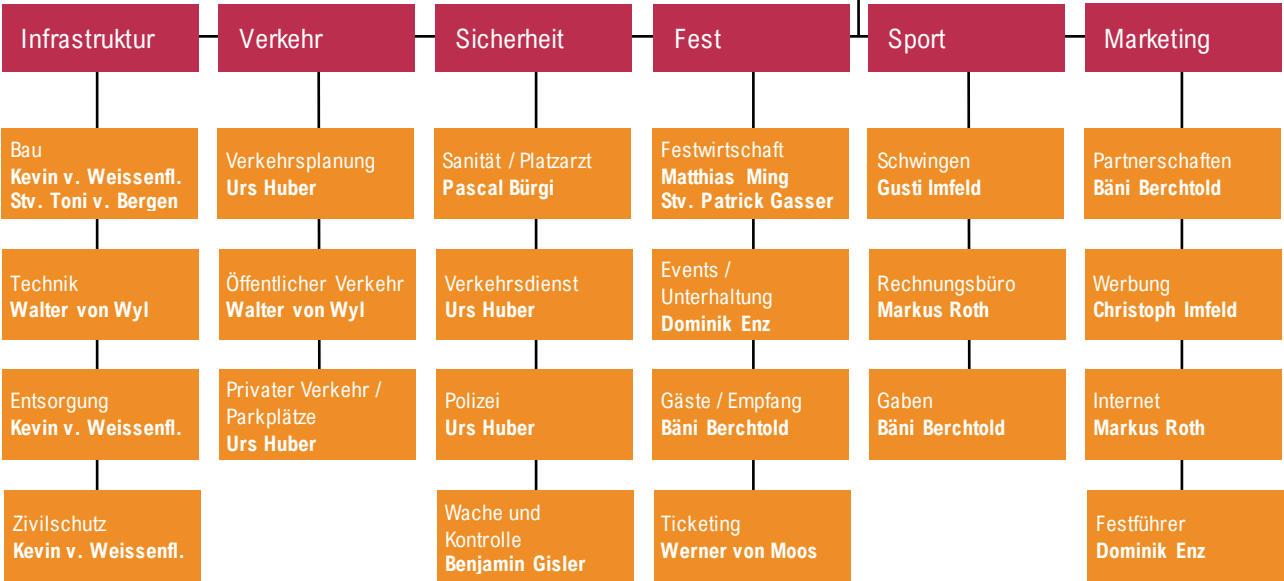 Infrastruktur
Verkehr
Sicherheit
Fest
Sport
Marketing
Bau
Kevin v. Weissenfl.
Stv. Toni v. Bergen
Verkehrsplanung
Urs Huber
Sanität / Platzarzt
Pascal Bürgi
Festwirtschaft
Matthias Ming
Stv. Patrick Gasser
Schwingen
Gusti Imfeld
Partnerschaften
Bäni Berchtold
Technik
Walter von Wyl
Öffentlicher Verkehr
Walter von Wyl
Verkehrsdienst
Urs Huber
Events /
Unterhaltung
Dominik Enz
Rechnungsbüro
Markus Roth
Werbung
Christoph Imfeld
Entsorgung
Kevin v. Weissenfl.
Privater Verkehr /
Parkplätze
Urs Huber
Polizei
Urs Huber
Gäste / Empfang
Bäni Berchtold
Gaben
Bäni Berchtold
Internet
Markus Roth
Zivilschutz
Kevin v. Weissenfl.
Wache und
Kontrolle
Benjamin Gisler
Ticketing
Werner von Moos
Festführer
Dominik Enz